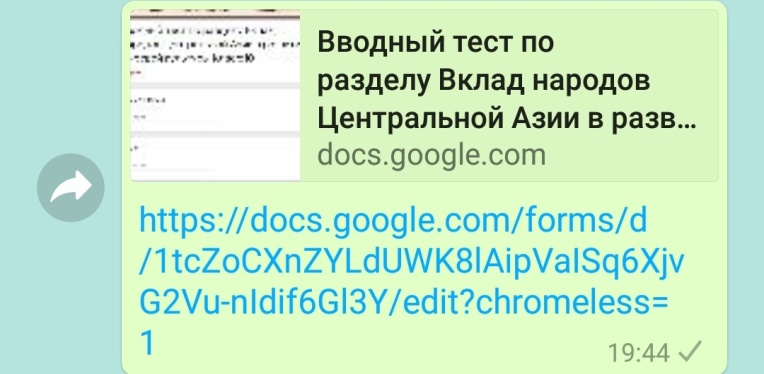 Вводный тест по
разделу Вклад народов
Центральной Азии в разв...
docs.google.com
https://docs.google.com/forms/d
/1tcZoCXnZYLdUWK8lAipValSq6Xjv
G2Vu-nIdif6Gl3Y/edit?chromeless=
1
19:44